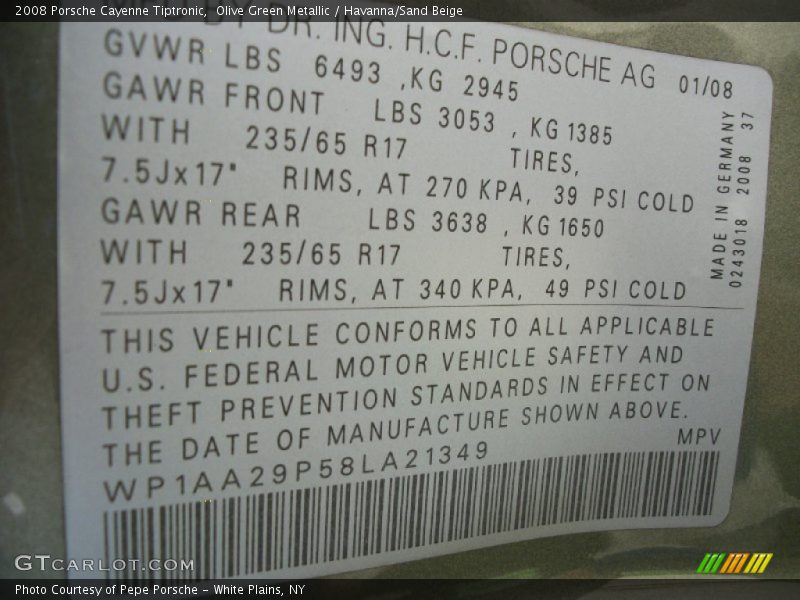 2008 Porsche Cayenne Tiptronic,  Olive Green Metallic / Havanna/Sand Beige
BY DR. ING. H.C.F. PORSCHE AG 01/08
GVWR LBS 6493 ,KG 2945
GAWR FRONT LBS 3053 , KG 1385
WITH 235/65 R17 TIRES,
7.5Jx17" RIMS, AT 270 KPA, 39 PSI COLD
GAWR REAR LBS 3638 , KG 1650
WITH 235/65 R17 TIRES,
7.5Jx17" RIMS, AT 340 KPA, 49 PSI COLD
MADE IN GERMANY
0243018 2008 37
THIS VEHICLE CONFORMS TO ALL APPLICABLE
U.S. FEDERAL MOTOR VEHICLE SAFETY AND
THEFT PREVENTION STANDARDS IN EFFECT ON
THE DATE OF MANUFACTURE SHOWN ABOVE.
WP1AA29P58LA21349 MPV
GTCARLOT.COM
Photo Courtesy of Pepe Porsche - White Plains, NY